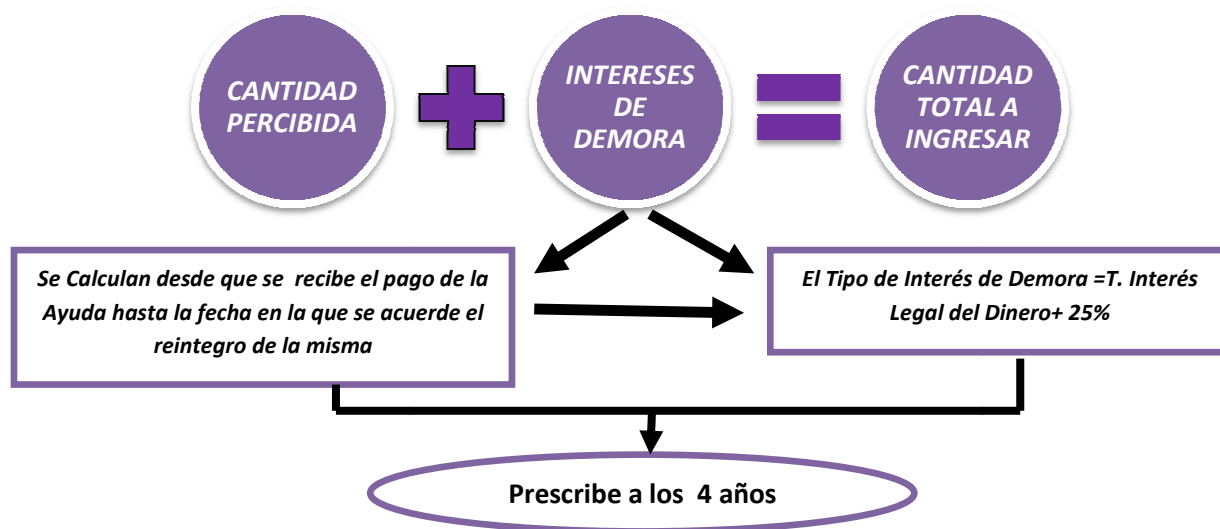 CANTIDAD
PERCIBIDA
INTERESES
DE
DEMORA
CANTIDAD
TOTAL A
INGRESAR
Se Calculan desde que se recibe el pago de la
Ayuda hasta la fecha en la que se acuerde el
reintegro de la misma
El Tipo de Interés de Demora =T. Interés
Legal del Dinero+ 25%
Prescribe a los 4 años